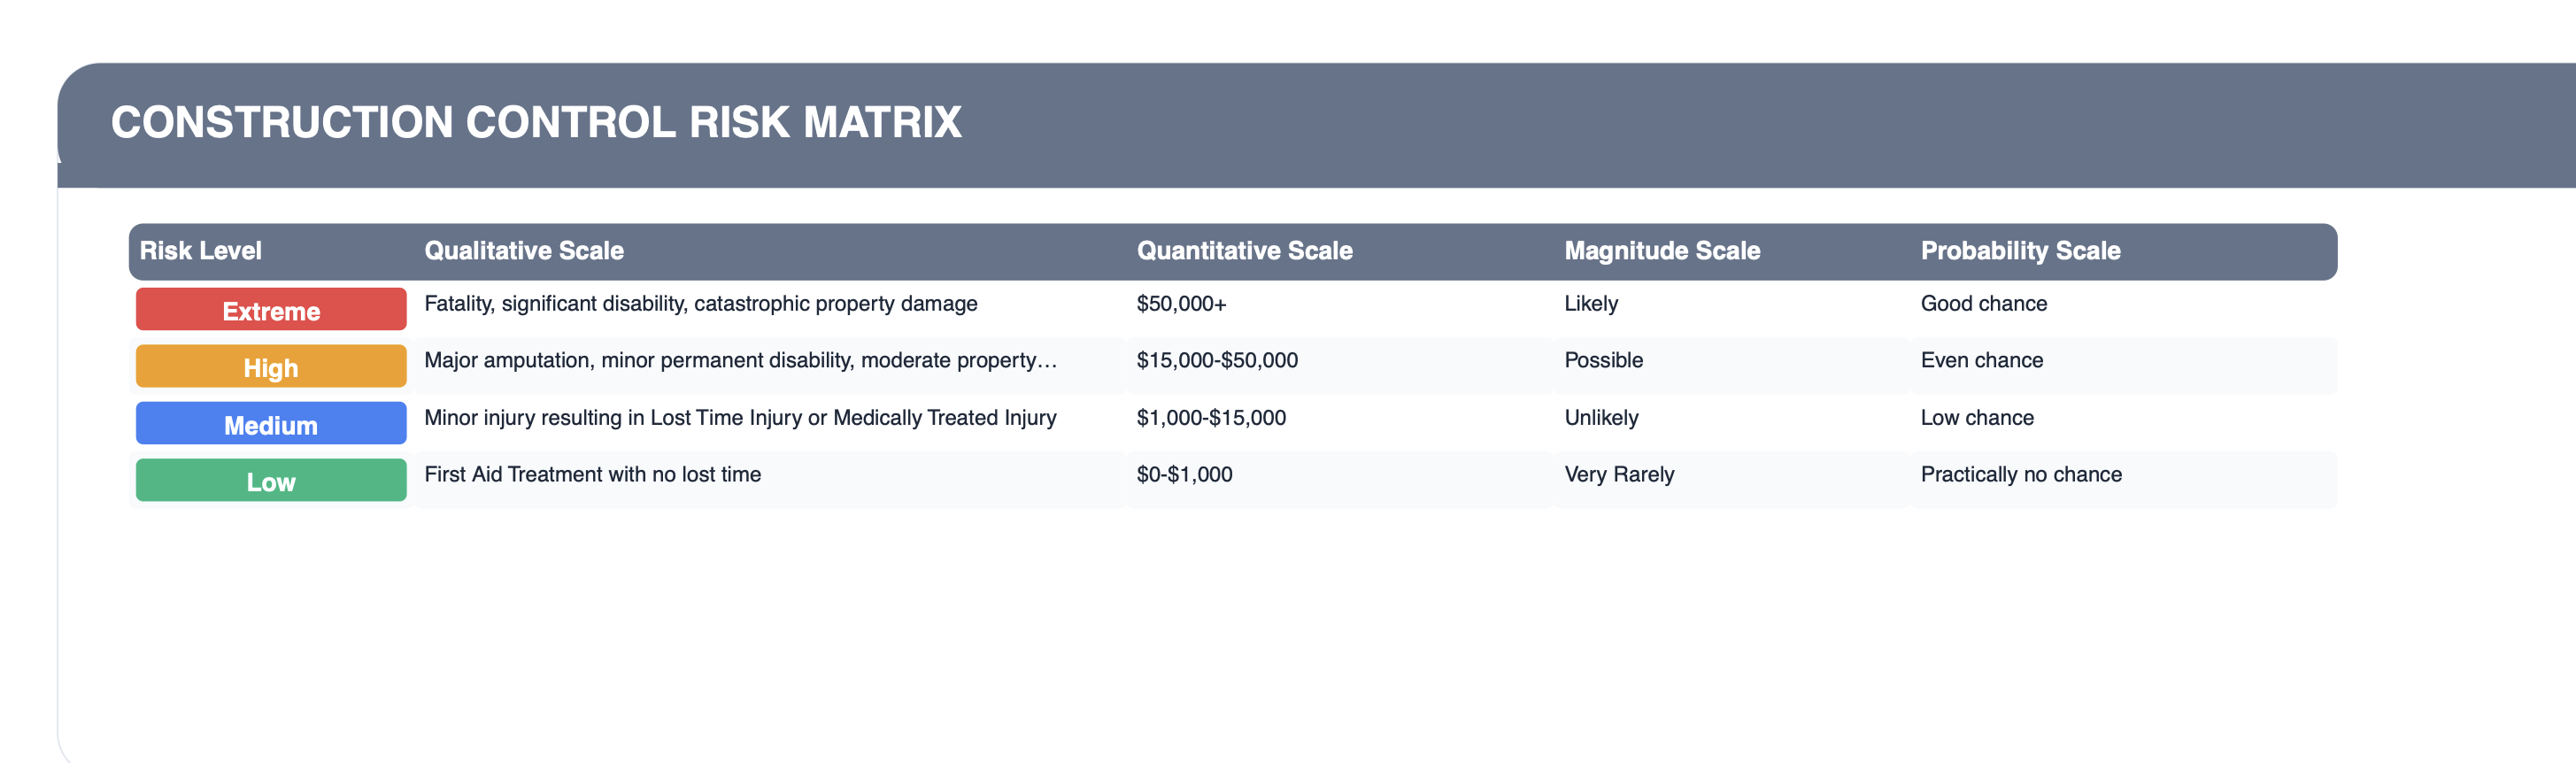 CONSTRUCTION CONTROL RISK MATRIX
Risk Level Qualitative Scale Quantitative Scale Magnitude Scale Probability Scale
Extreme Fatality, significant disability, catastrophic property damage $50,000+ Likely Good chance
High Major amputation, minor permanent disability, moderate property… $15,000-$50,000 Possible Even chance
Medium Minor injury resulting in Lost Time Injury or Medically Treated Injury $1,000-$15,000 Unlikely Low chance
Low First Aid Treatment with no lost time $0-$1,000 Very Rarely Practically no chance